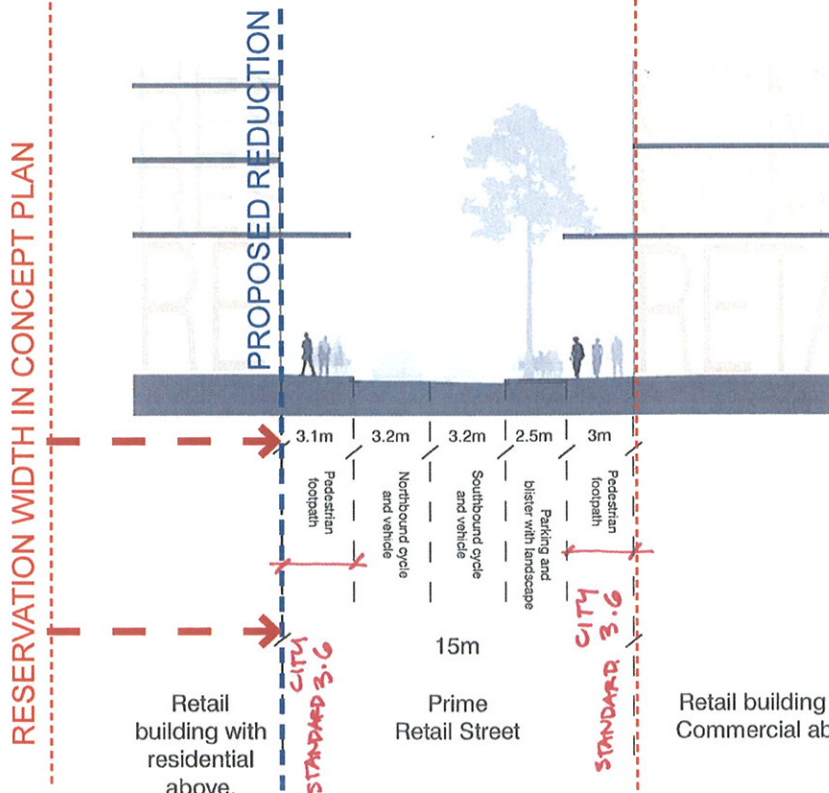 RESERVATION WIDTH IN CONCEPT PLAN
PROPOSED REDUCTION
3.1m
3.2m
3.2m
2.5m
3m
Pedestrian
footpath
Northbound cycle
and vehicle
Southbound cycle
and vehicle
Parking and
blister with landscape
Pedestrian
footpath
15m
CITY
STANDARD 3.6
CITY
STANDARD 3.6
Retail
building with
residential
above.
Prime
Retail Street
Retail building
Commercial ab